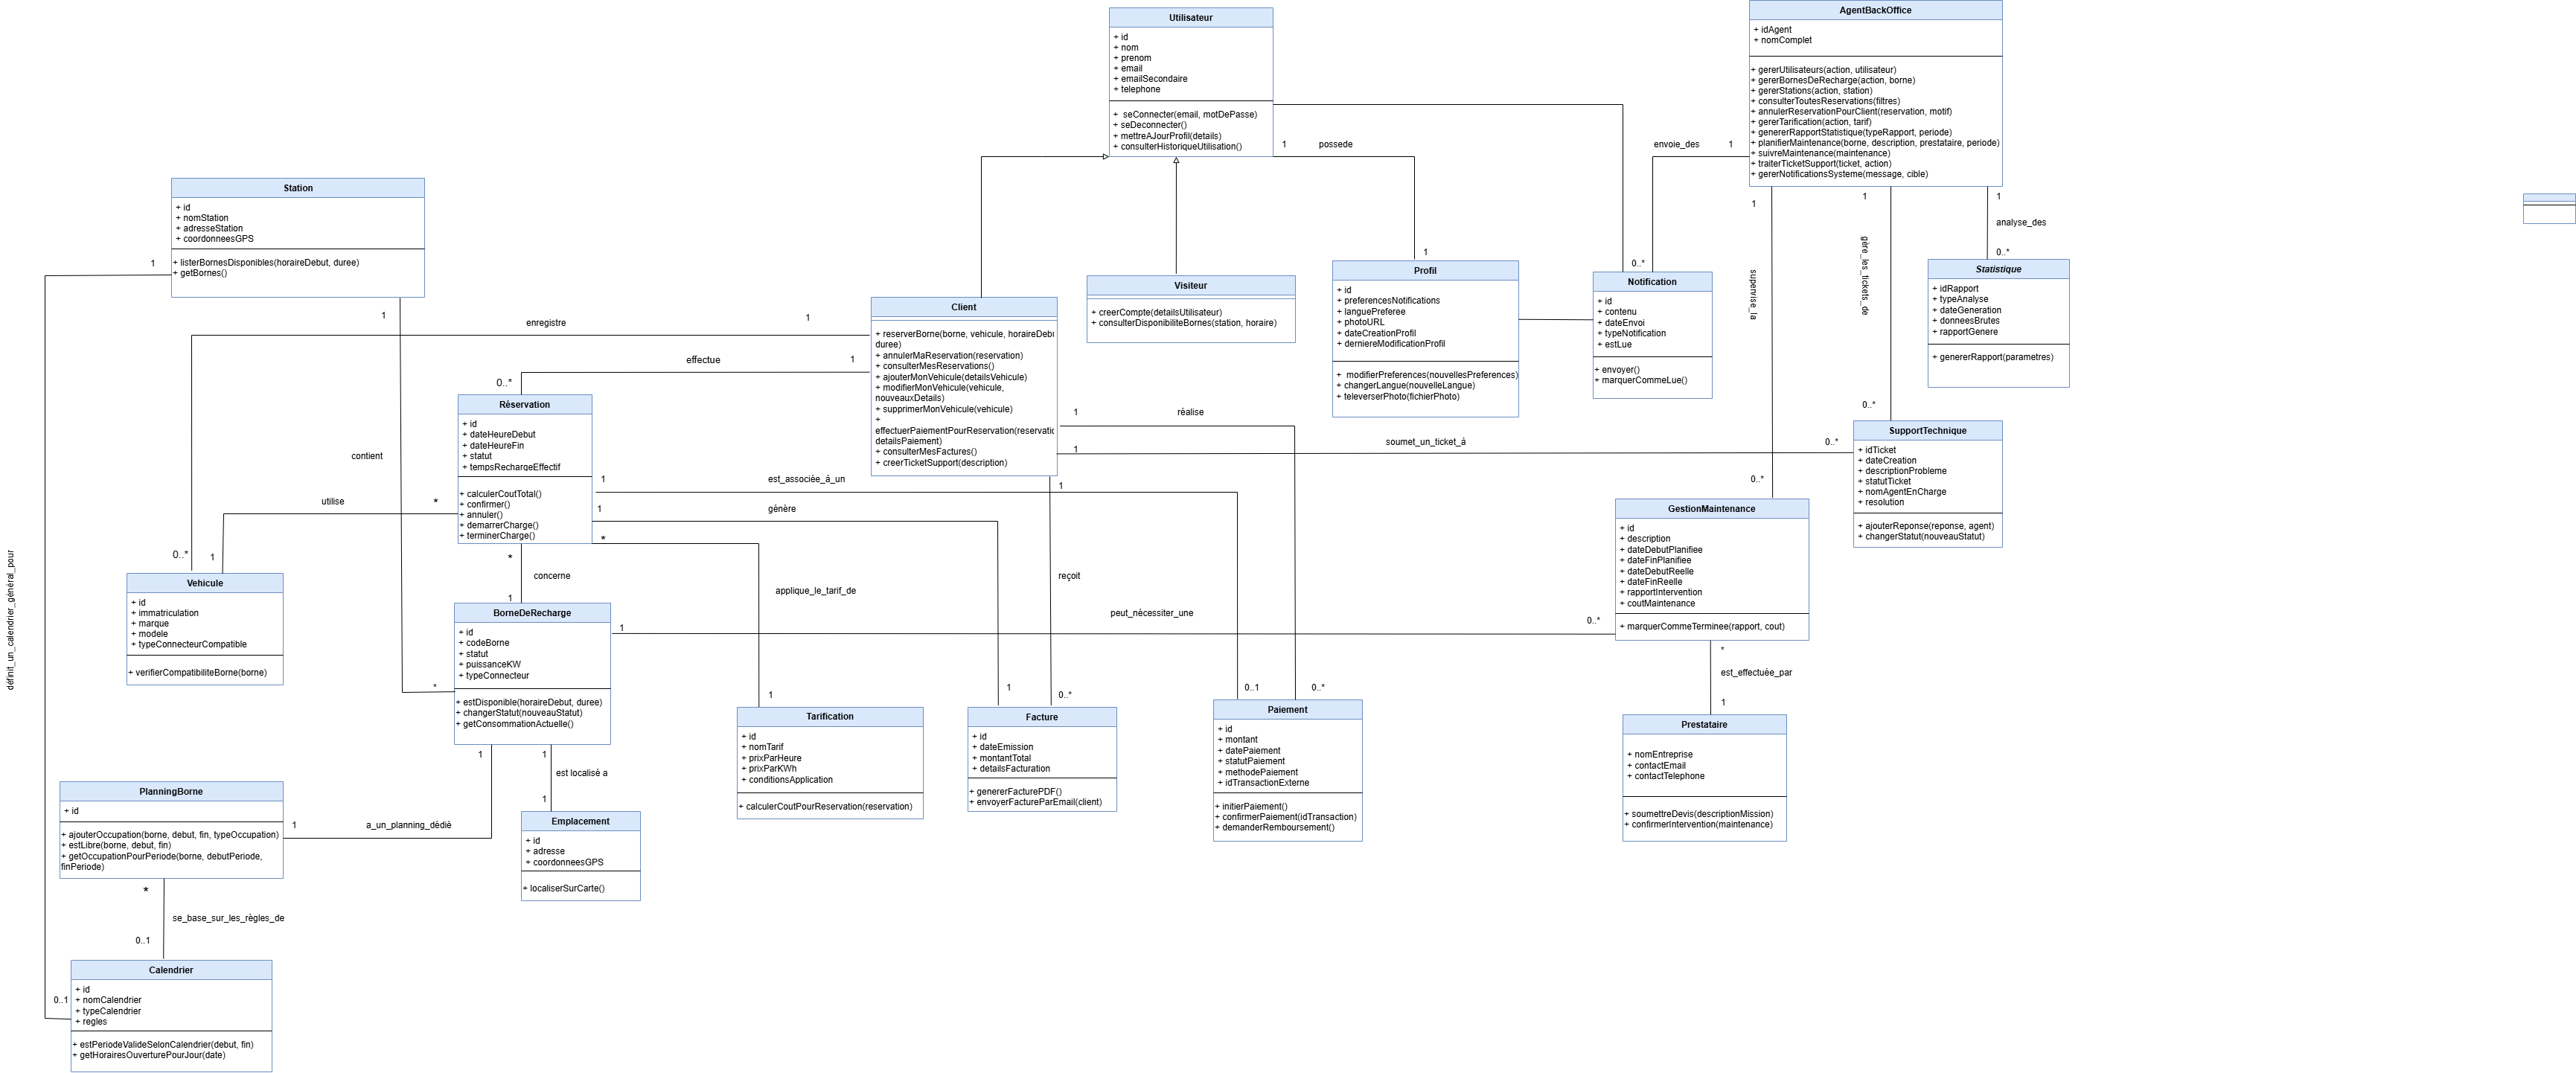 Utilisateur
+ id
+ nom
+ prenom
+ email
+ emailSecondaire
+ telephone
+ seConnecter(email, motDePasse)
+ seDeconnecter()
+ mettreAJourProfil(details)
+ consulterHistoriqueUtilisation()
AgentBackOffice
+ idAgent
+ nomComplet
+ gererUtilisateurs(action, utilisateur)
+ gererBornesDeRecharge(action, borne)
+ gererStations(action, station)
+ consulterToutesReservations(filtres)
+ annulerReservationPourClient(reservation, motif)
+ gererTarification(action, tarif)
+ genererRapportStatistique(typeRapport, periode)
+ planifierMaintenance(borne, description, prestataire, periode)
+ suivreMaintenance(maintenance)
+ traiterTicketSupport(ticket, action)
+ gererNotificationsSysteme(message, cible)
1
possede
1
envoie_des
1
0..*
1
supervise_la
0..*
1
gère_les_tickets_de
0..*
1
analyse_des
0..*
Station
+ id
+ nomStation
+ adresseStation
+ coordonneesGPS
+ listerBornesDisponibles(horaireDebut, duree)
+ getBornes()
1
définit_un_calendrier_général_pour
0..1
1
contient
*
Visiteur
+ creerCompte(detailsUtilisateur)
+ consulterDisponibiliteBornes(station, horaire)
Profil
+ id
+ preferencesNotifications
+ languePreferee
+ photoURL
+ dateCreationProfil
+ derniereModificationProfil
+ modifierPreferences(nouvellesPreferences)
+ changerLangue(nouvelleLangue)
+ televerserPhoto(fichierPhoto)
Notification
+ id
+ contenu
+ dateEnvoi
+ typeNotification
+ estLue
+ envoyer()
+ marquerCommeLue()
Statistique
+ idRapport
+ typeAnalyse
+ dateGeneration
+ donneesBrutes
+ rapportGenere
+ genererRapport(parametres)
Client
+ reserverBorne(borne, vehicule, horaireDebu
duree)
+ annulerMaReservation(reservation)
+ consulterMesReservations()
+ ajouterMonVehicule(detailsVehicule)
+ modifierMonVehicule(vehicule,
nouveauxDetails)
+ supprimerMonVehicule(vehicule)
+
effectuerPaiementPourReservation(reservatic
detailsPaiement)
+ consulterMesFactures()
+ creerTicketSupport(description)
enregistre
1
0..*
effectue
1
0..*
1
réalise
0..*
1
soumet_un_ticket_à
0..*
1
reçoit
0..*
Réservation
+ id
+ dateHeureDebut
+ dateHeureFin
+ statut
+ tempsRechargeEffectif
+ calculerCoutTotal()
+ confirmer()
+ annuler()
+ demarrerCharge()
+ terminerCharge()
1
est_associée_à_un
0..1
1
génère
1
*
applique_le_tarif_de
1
utilise
*
1
*
concerne
1
SupportTechnique
+ idTicket
+ dateCreation
+ descriptionProbleme
+ statutTicket
+ nomAgentEnCharge
+ resolution
+ ajouterReponse(reponse, agent)
+ changerStatut(nouveauStatut)
GestionMaintenance
+ id
+ description
+ dateDebutPlanifiee
+ dateFinPlanifiee
+ dateDebutReelle
+ dateFinReelle
+ rapportIntervention
+ coutMaintenance
+ marquerCommeTerminee(rapport, cout)
Vehicule
+ id
+ immatriculation
+ marque
+ modele
+ typeConnecteurCompatible
+ verifierCompatibiliteBorne(borne)
BorneDeRecharge
+ id
+ codeBorne
+ statut
+ puissanceKW
+ typeConnecteur
+ estDisponible(horaireDebut, duree)
+ changerStatut(nouveauStatut)
+ getConsommationActuelle()
1
peut_nécessiter_une
0..*
*
est_effectuée_par
1
Tarification
+ id
+ nomTarif
+ prixParHeure
+ prixParKWh
+ conditionsApplication
+ calculerCoutPourReservation(reservation)
Facture
+ id
+ dateEmission
+ montantTotal
+ detailsFacturation
+ genererFacturePDF()
+ envoyerFactureParEmail(client)
Paiement
+ id
+ montant
+ datePaiement
+ statutPaiement
+ methodePaiement
+ idTransactionExterne
+ initierPaiement()
+ confirmerPaiement(idTransaction)
+ demanderRemboursement()
Prestataire
+ nomEntreprise
+ contactEmail
+ contactTelephone
+ soumettreDevis(descriptionMission)
+ confirmerIntervention(maintenance)
1
a_un_planning_dédié
1
1
est localisé a
1
PlanningBorne
+ id
+ ajouterOccupation(borne, debut, fin, typeOccupation)
+ estLibre(borne, debut, fin)
+ getOccupationPourPeriode(borne, debutPeriode,
finPeriode)
Emplacement
+ id
+ adresse
+ coordonneesGPS
+ localiserSurCarte()
*
se_base_sur_les_règles_de
0..1
Calendrier
+ id
+ nomCalendrier
+ typeCalendrier
+ regles
+ estPeriodeValideSelonCalendrier(debut, fin)
+ getHorairesOuverturePourJour(date)